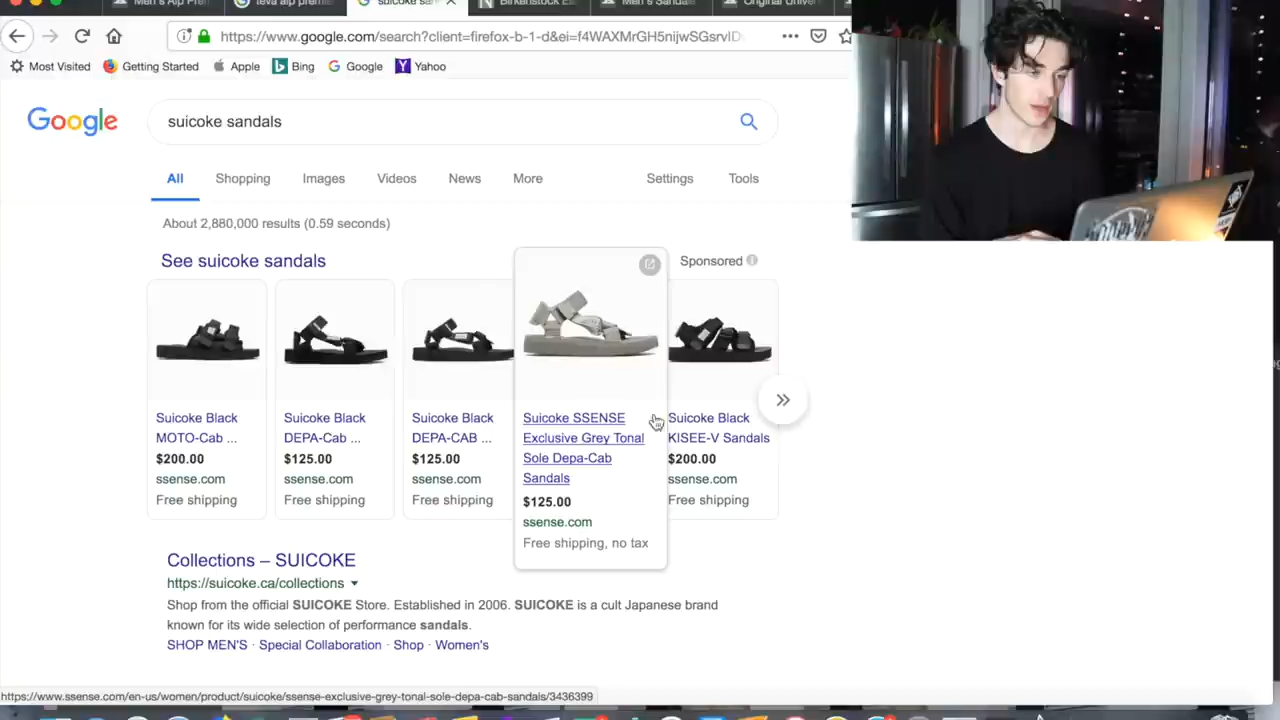 Men's Alp Pre
teva alp premie
suicoke san
Birkenstock Es
Men's Sanda
Original Unive
https://www.google.com/search?client=firefox-b-1-d&ei=f4WAXMrGH5nijwSGsrvID
Most Visited
Getting Started
Apple
Bing
Google
Yahoo
Google
suicoke sandals
All
Shopping
Images
Videos
News
More
Settings
Tools
About 2,880,000 results (0.59 seconds)
See suicoke sandals
Sponsored
Suicoke Black
MOTO-Cab ...
$200.00
ssense.com
Free shipping
Suicoke Black
DEPA-Cab ...
$125.00
ssense.com
Free shipping
Suicoke Black
DEPA-CAB ...
$125.00
ssense.com
Free shipping
Suicoke SSENSE
Exclusive Grey Tonal
Sole Depa-Cab
Sandals
$125.00
ssense.com
Free shipping, no tax
Suicoke Black
KISEE-V Sandals
$200.00
ssense.com
Free shipping
Collections – SUICOKE
https://suicoke.ca/collections
Shop from the official SUICOKE Store. Established in 2006. SUICOKE is a cult Japanese brand
known for its wide selection of performance sandals.
SHOP MEN'S · Special Collaboration · Shop · Women's
https://www.ssense.com/en-us/women/product/suicoke/ssense-exclusive-grey-tonal-sole-depa-cab-sandals/3436399